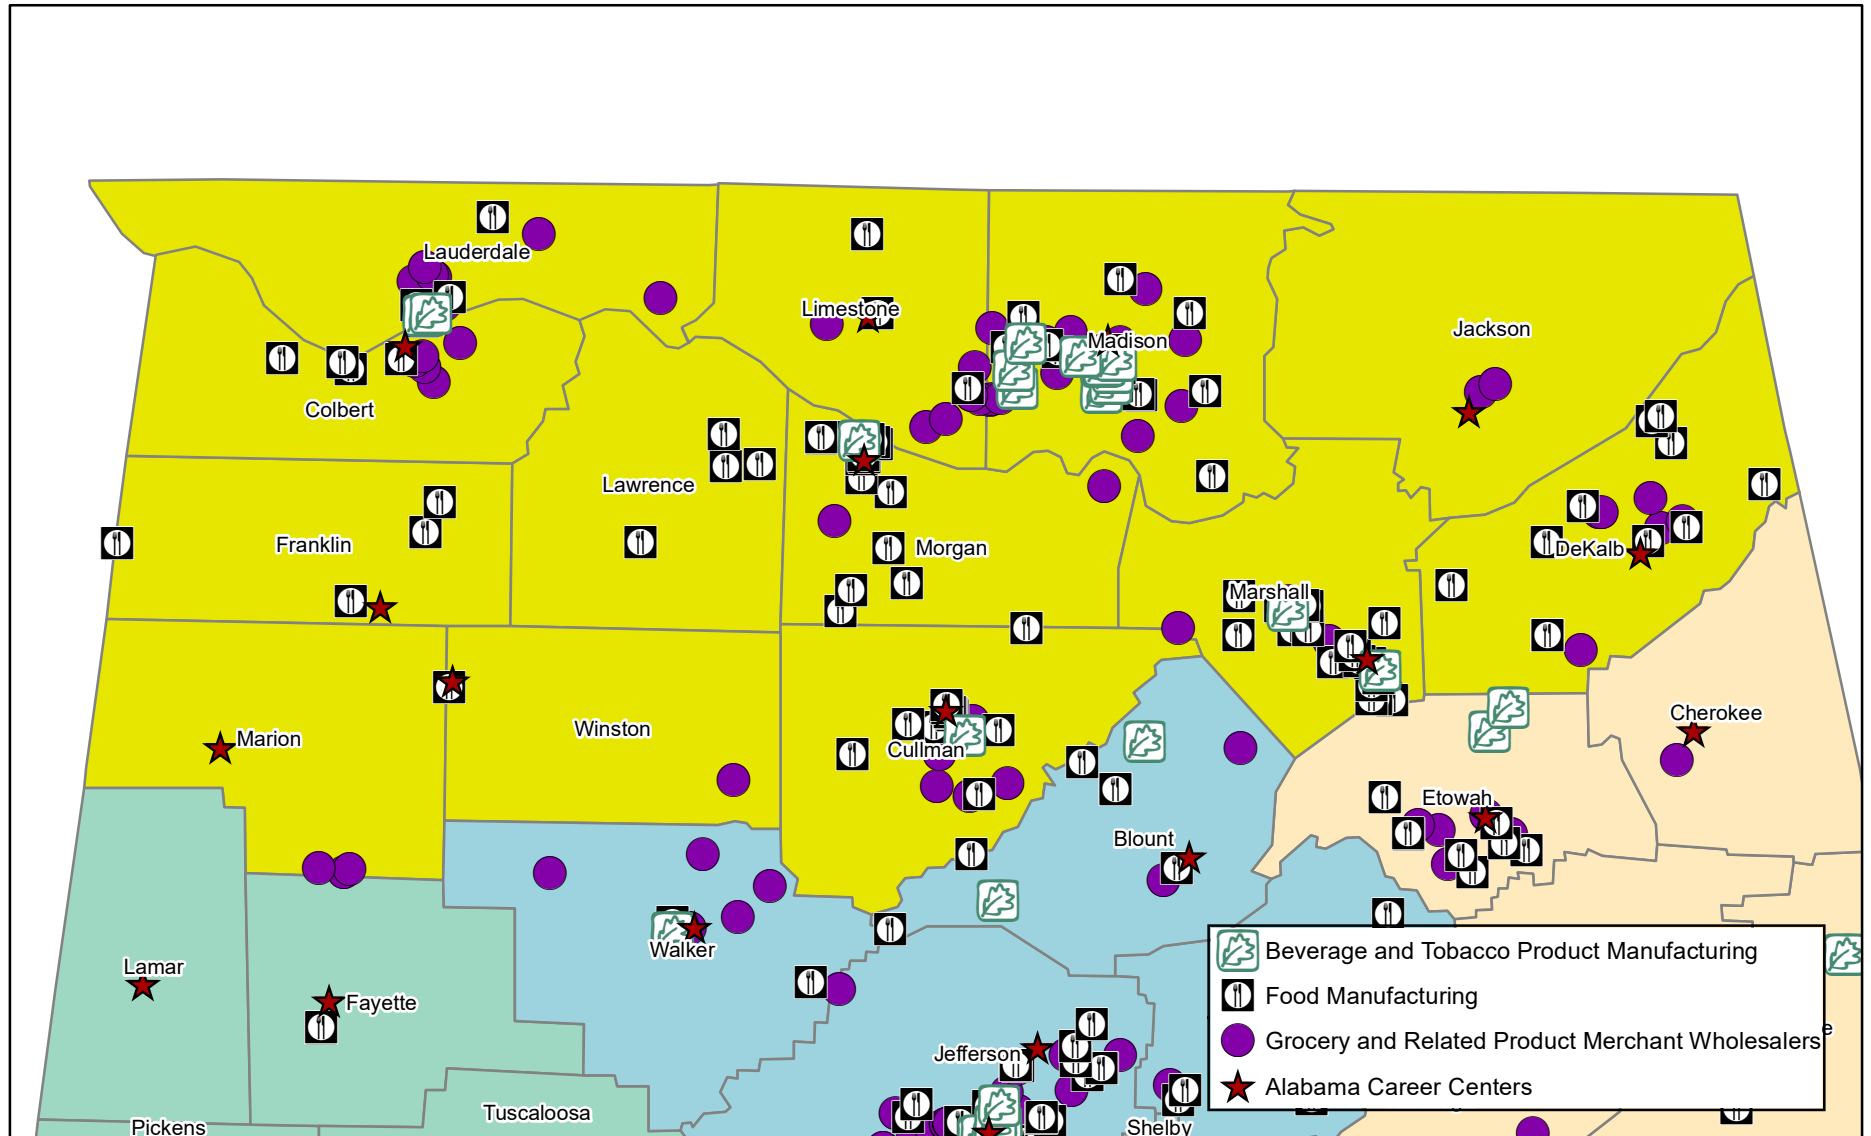 Lauderdale
Limestone
Madison
Jackson
Colbert
Lawrence
Franklin
Morgan
DeKalb
Marshall
Marion
Winston
Cullman
Cherokee
Etowah
Blount
Walker
Lamar
Fayette
Jefferson
Tuscaloosa
Pickens
Shelby
Beverage and Tobacco Product Manufacturing
Food Manufacturing
Grocery and Related Product Merchant Wholesalers
Alabama Career Centers